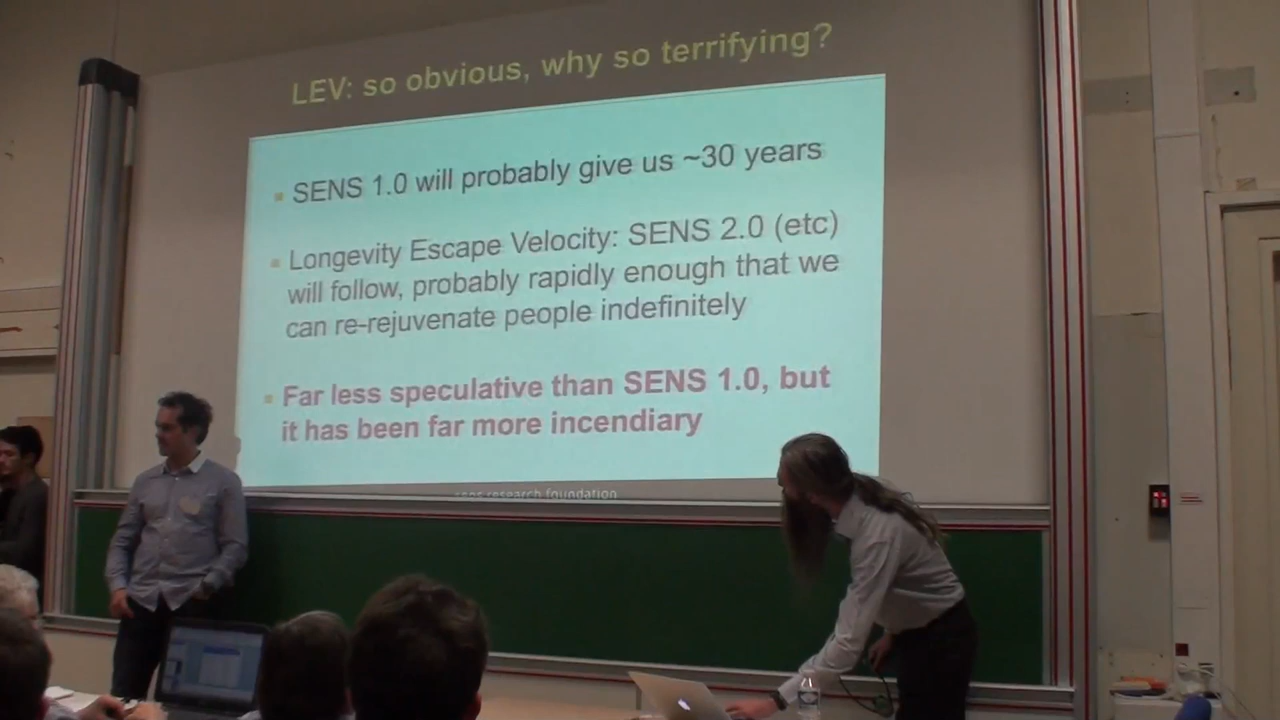 LEV: so obvious, why so terrifying?
SENS 1.0 will probably give us ~30 years
Longevity Escape Velocity: SENS 2.0 (etc)
will follow, probably rapidly enough that we
can re-rejuvenate people indefinitely
Far less speculative than SENS 1.0, but
it has been far more incendiary
sens research foundation